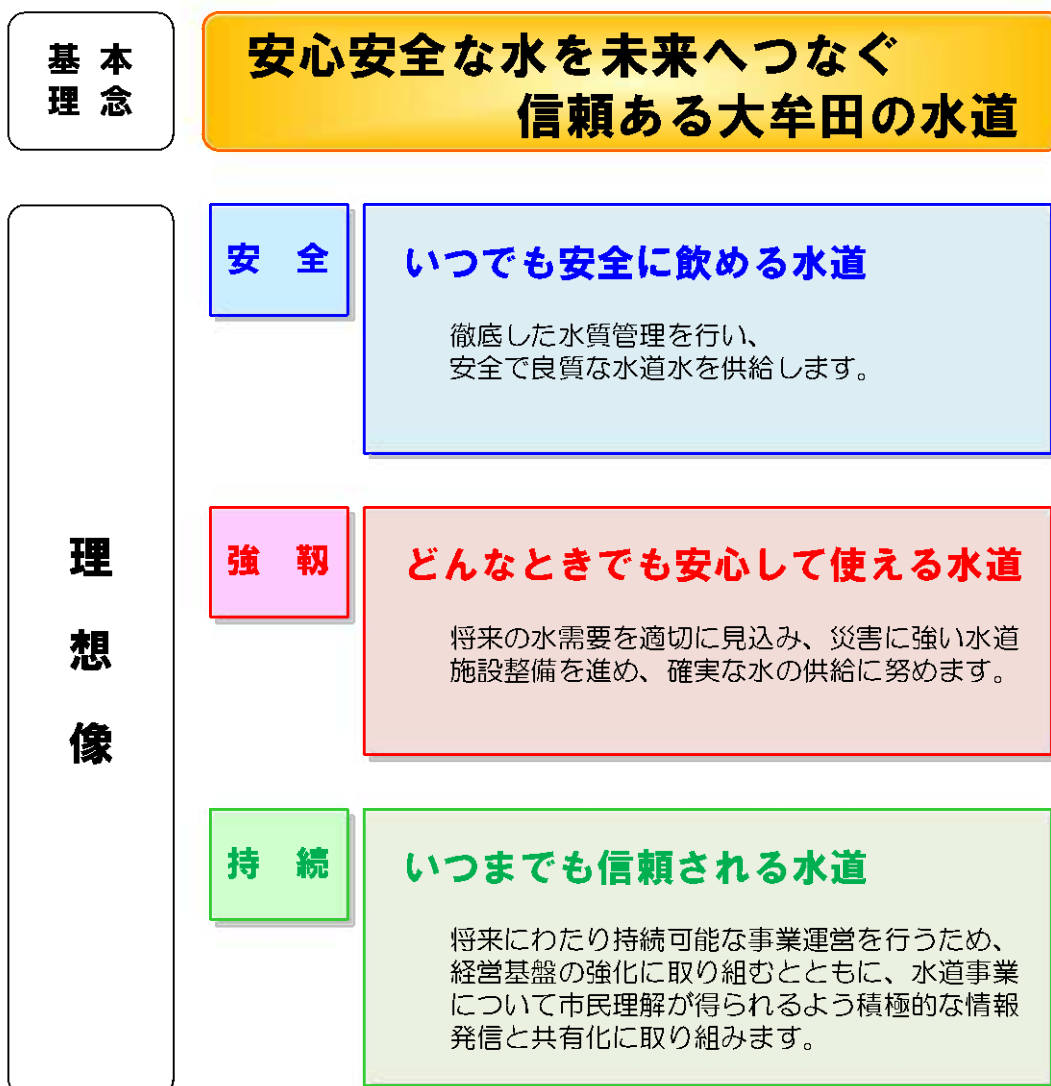 基本
理念
安心安全な水を未来へつなぐ
信頼ある大牟田の水道
理
想
像
安 全
いつでも安全に飲める水道
徹底した水質管理を行い、
安全で良質な水道水を供給します。
強 靱
どんなときでも安心して使える水道
将来の水需要を適切に見込み、災害に強い水道
施設整備を進め、確実な水の供給に努めます。
持 続
いつまでも信頼される水道
将来にわたり持続可能な事業運営を行うため、
経営基盤の強化に取り組むとともに、水道事業
について市民理解が得られるよう積極的な情報
発信と共有化に取り組みます。